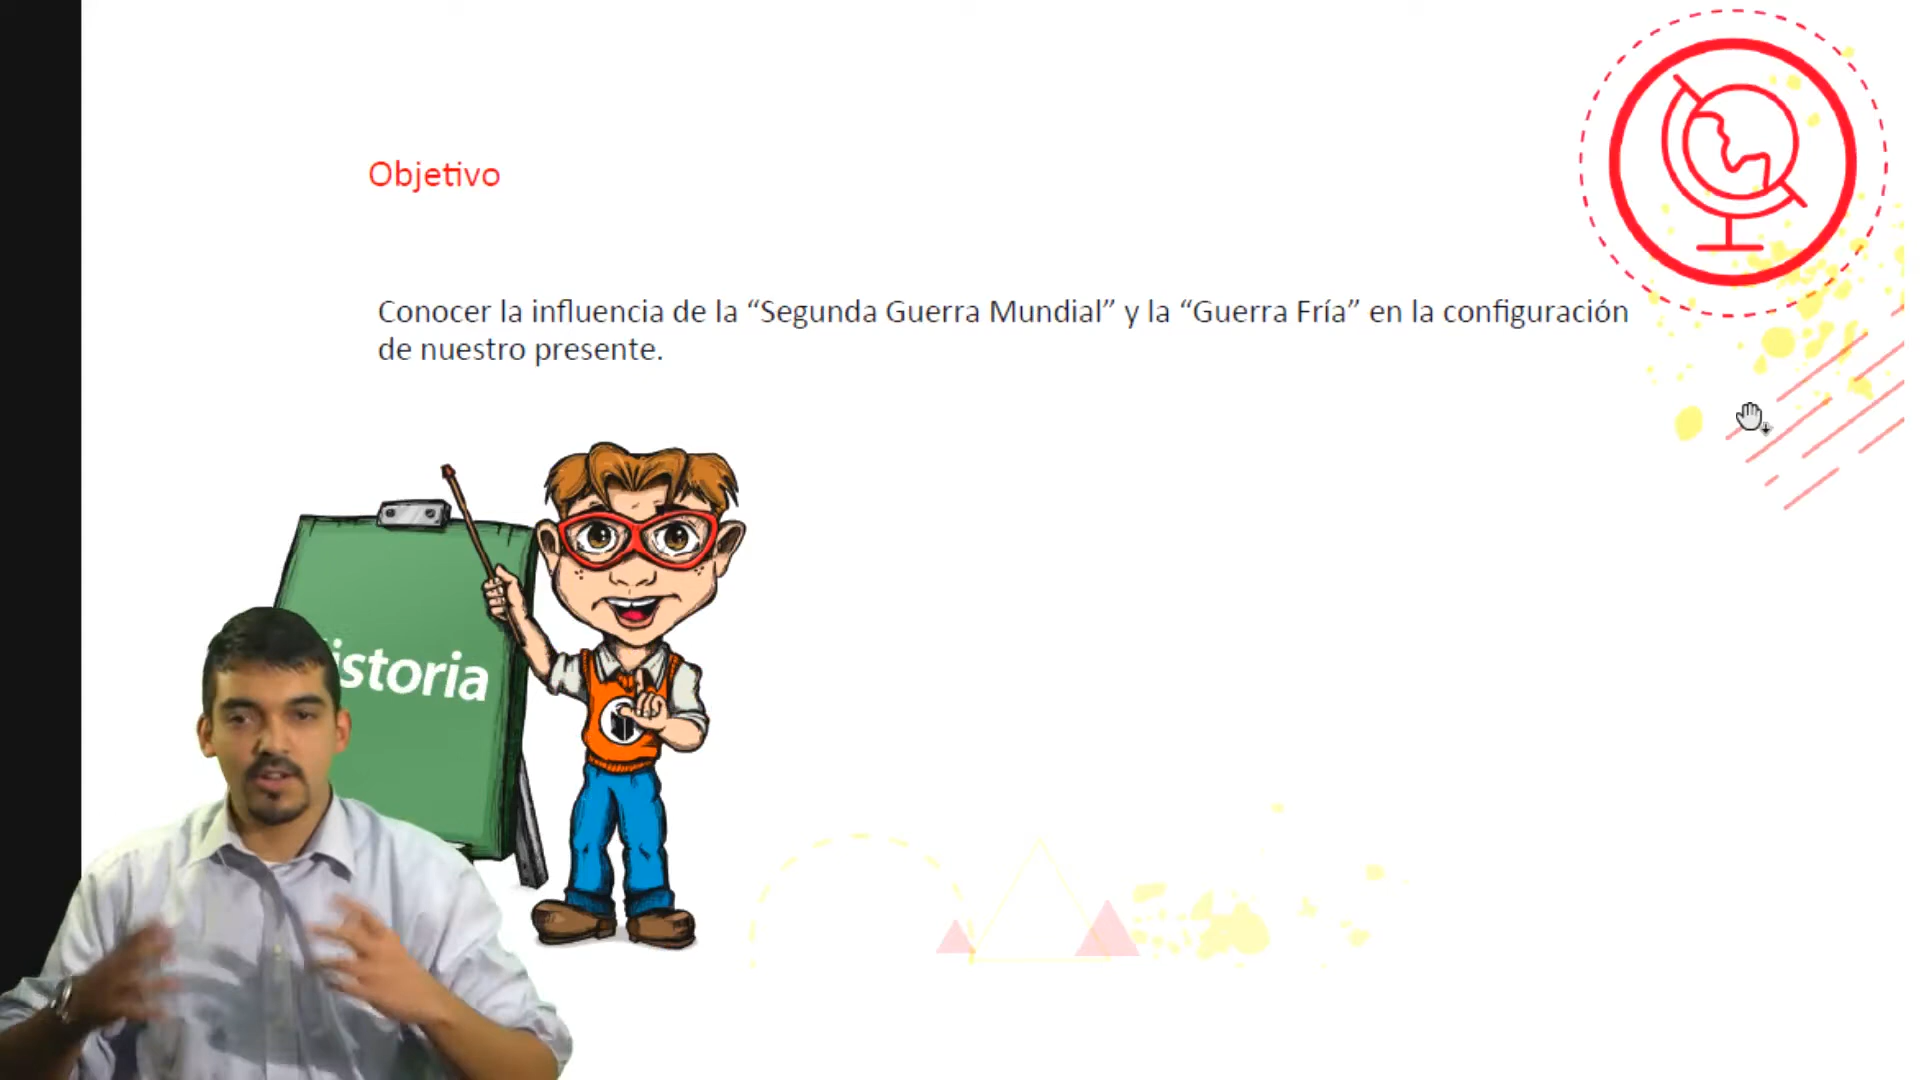 Objetivo
Conocer la influencia de la “Segunda Guerra Mundial” y la “Guerra Fría” en la configuración
de nuestro presente.
istoria